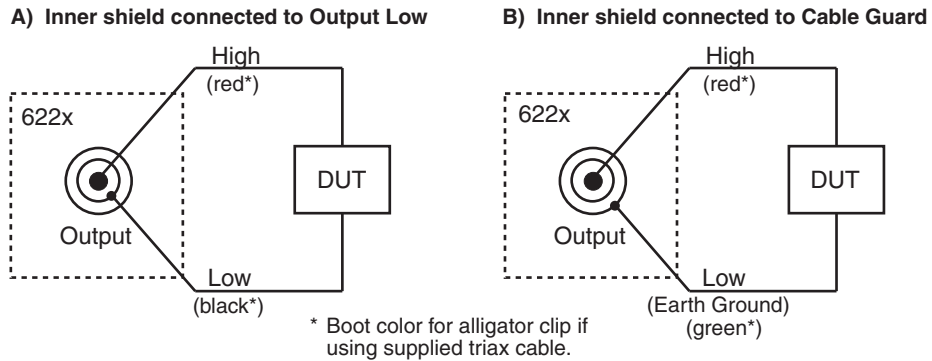 A) Inner shield connected to Output Low
High
(red*)
622x
DUT
Output
Low
(black*)
B) Inner shield connected to Cable Guard
High
(red*)
622x
DUT
Output
Low
(Earth Ground)
(green*)
* Boot color for alligator clip if
using supplied triax cable.